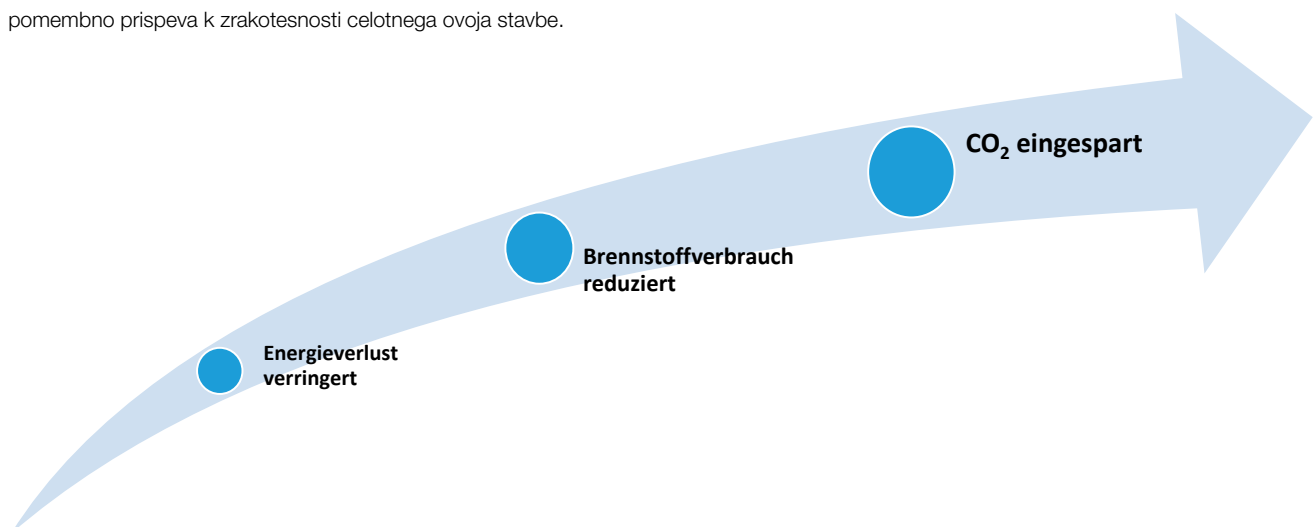 pomembno prispeva k zrakotesnosti celotnega ovoja stavbe.
CO₂ eingespart
Brennstoffverbrauch
reduziert
Energieverlust
verringert